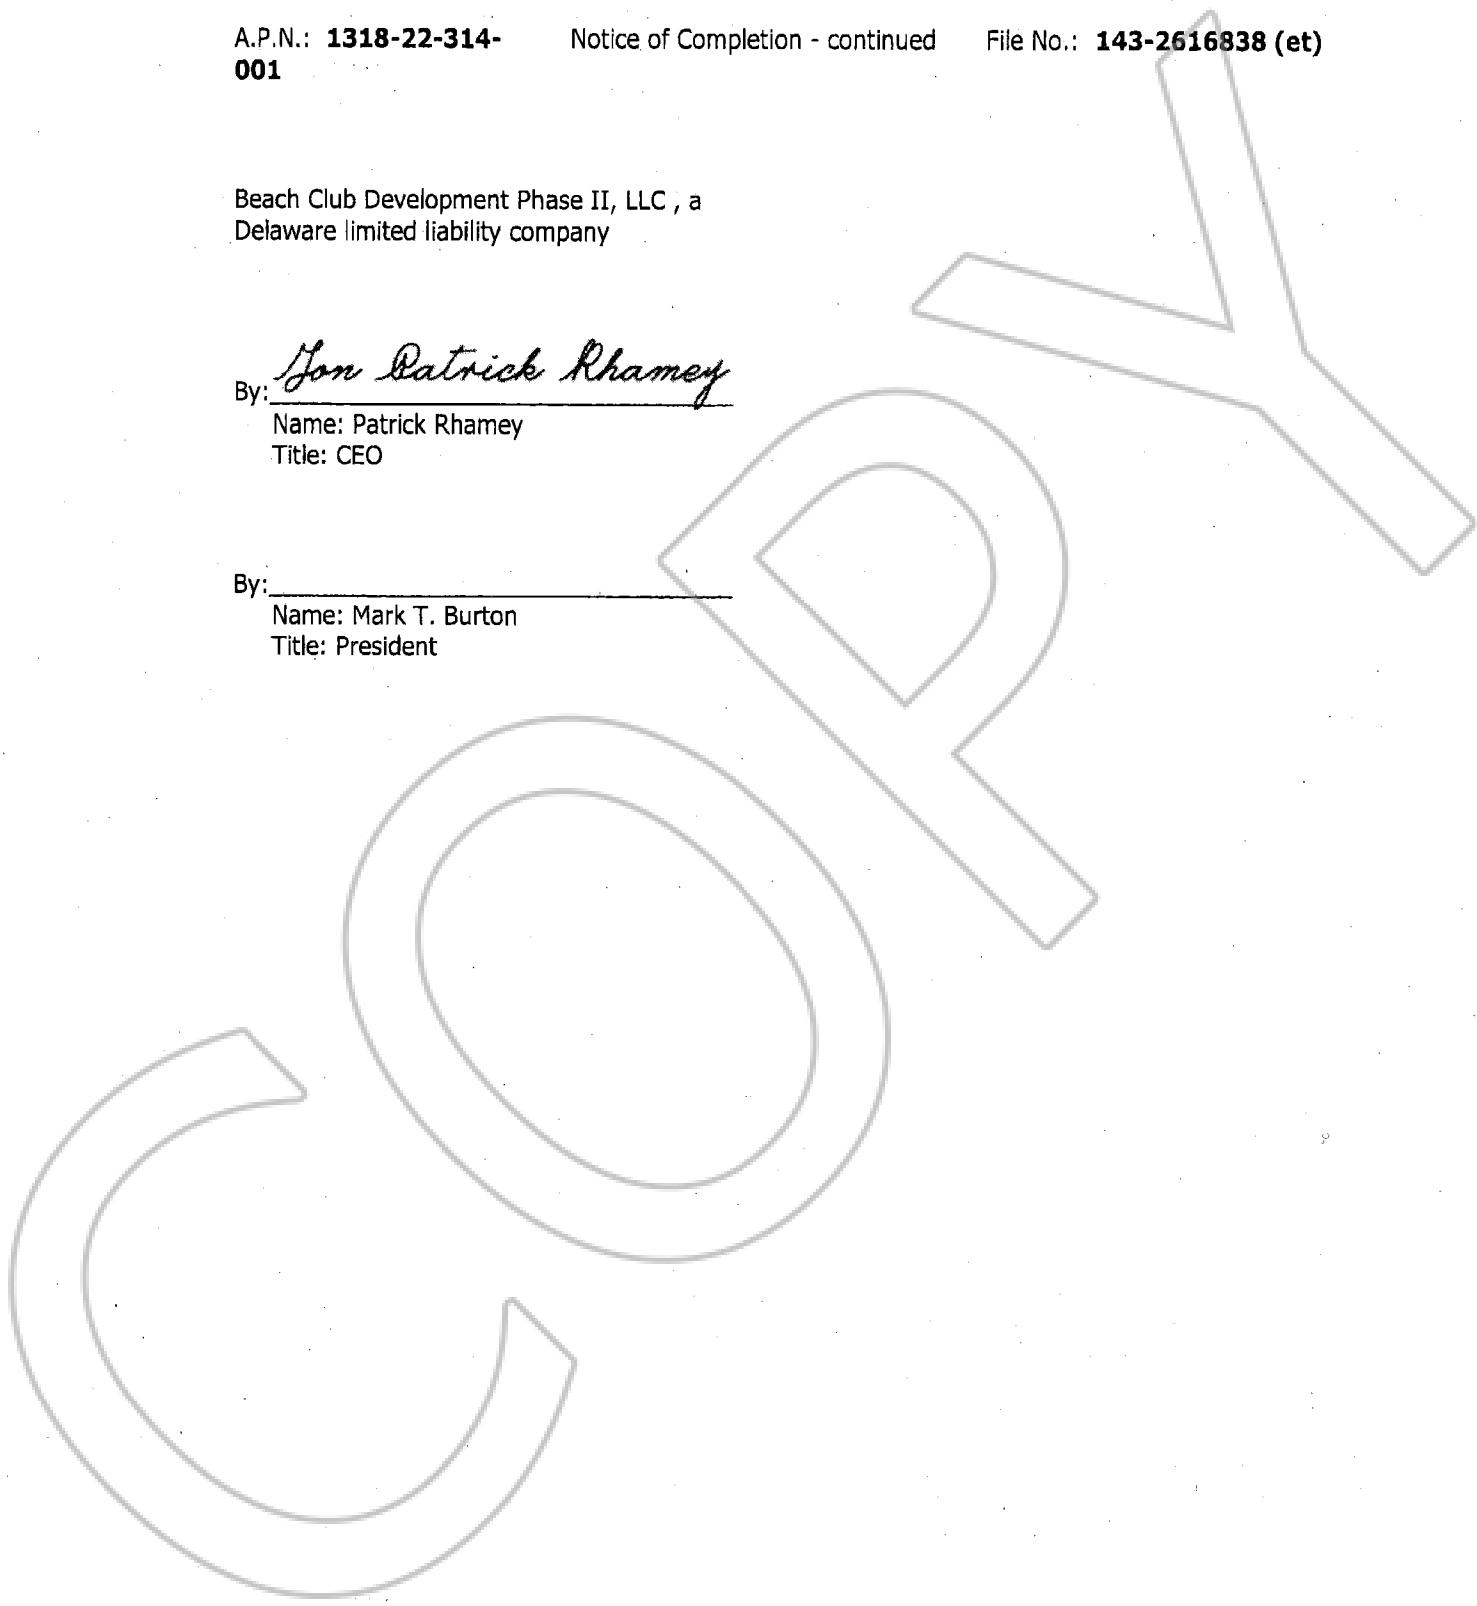 A.P.N.: 1318-22-314- Notice of Completion - continued File No.: 143-2616838 (et)
001
Beach Club Development Phase II, LLC , a
Delaware limited liability company
By: Jon Patrick Rhamey
Name: Patrick Rhamey
Title: CEO
By:
Name: Mark T. Burton
Title: President
COPY